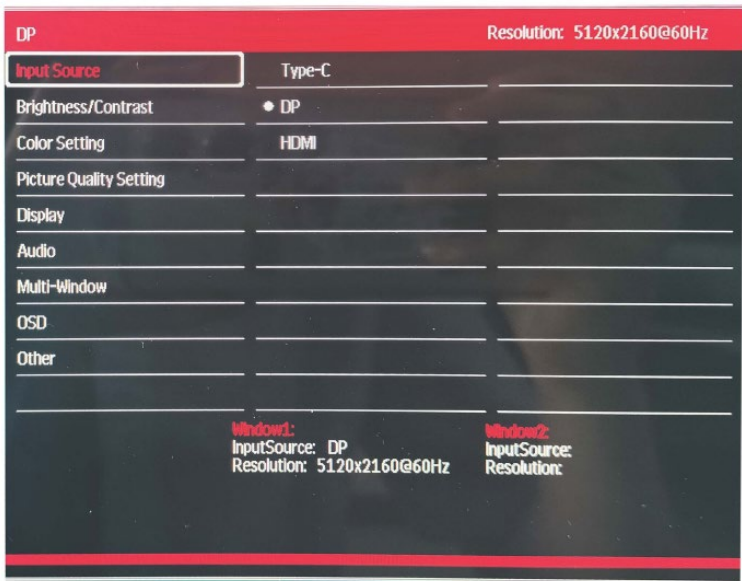 DP Resolution: 5120x2160@60Hz
Input Source Type-C
Brightness/Contrast DP
Color Setting HDMI
Picture Quality Setting
Display
Audio
Multi-Window
OSD
Other
Window1: Window2:
InputSource: DP InputSource:
Resolution: 5120x2160@60Hz Resolution: